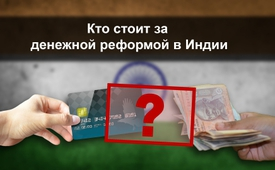 Кто стоит за
денежной реформой в Индии
?